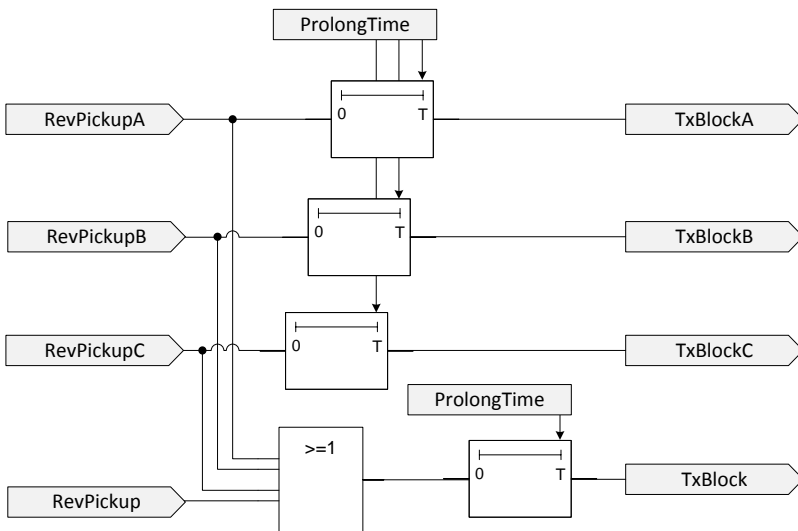 ProlongTime
RevPickupA
0 T
TxBlockA
RevPickupB
0 T
TxBlockB
RevPickupC
0 T
TxBlockC
ProlongTime
>=1
RevPickup
0 T
TxBlock